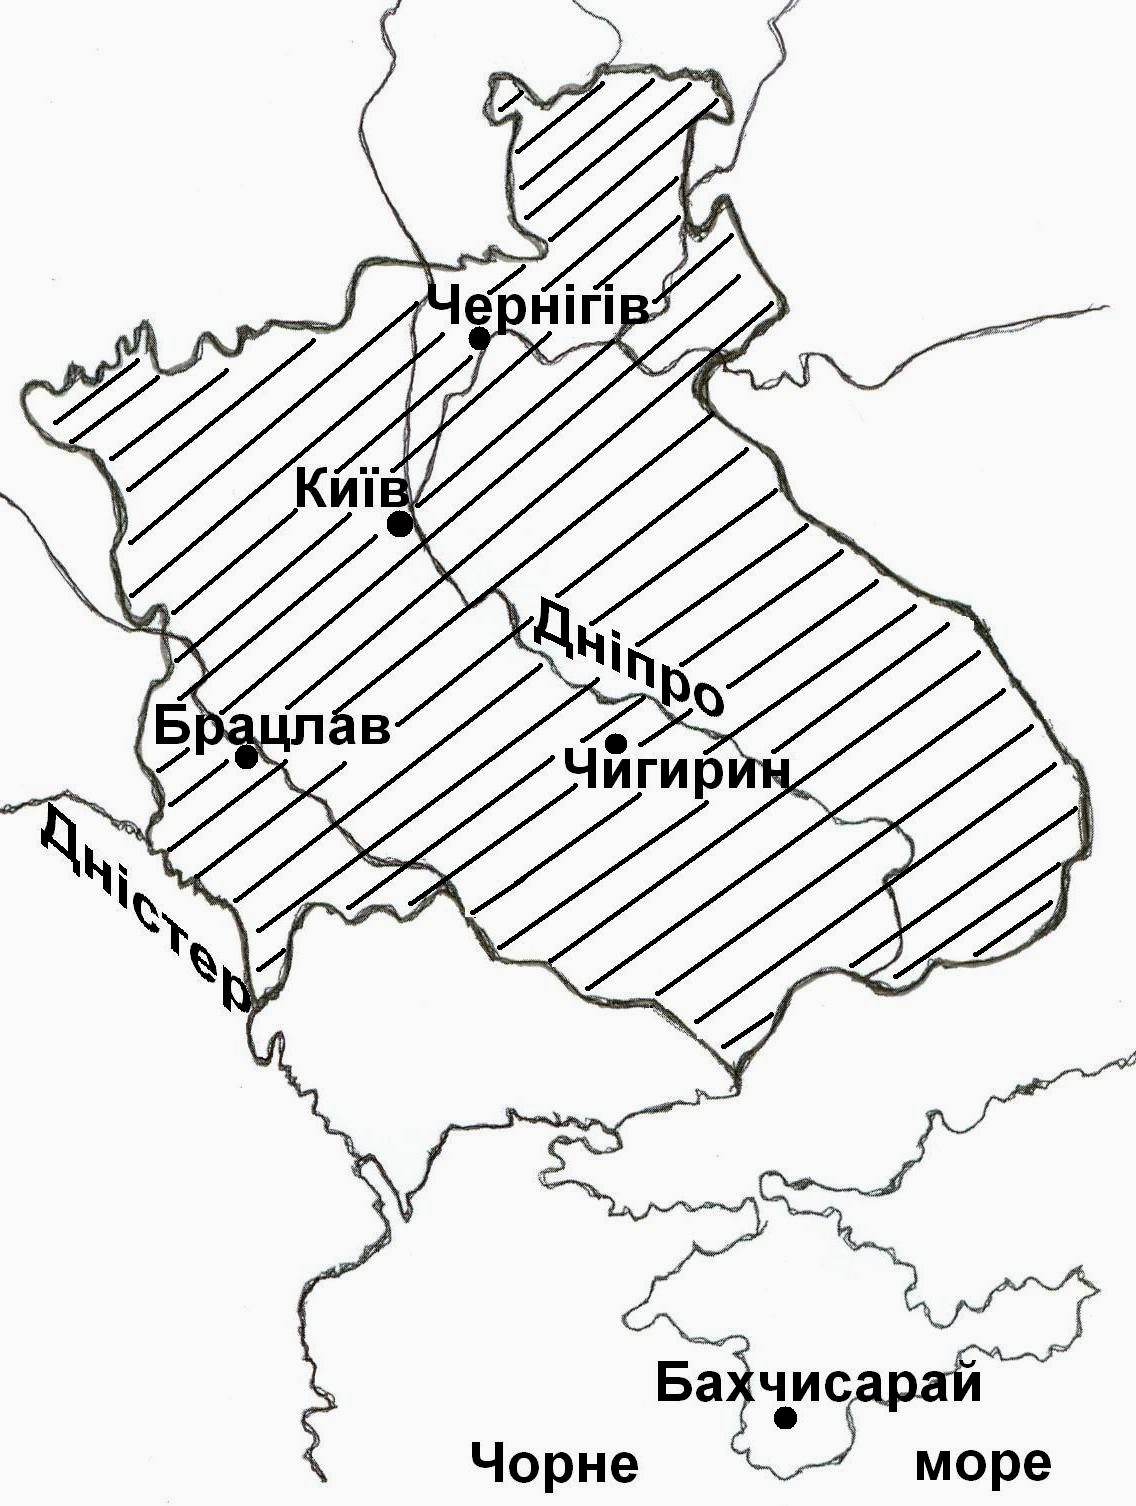 Чернігів
Київ
Дніпро
Брацлав
Чигирин
Дністер
Бахчисарай
Чорне море